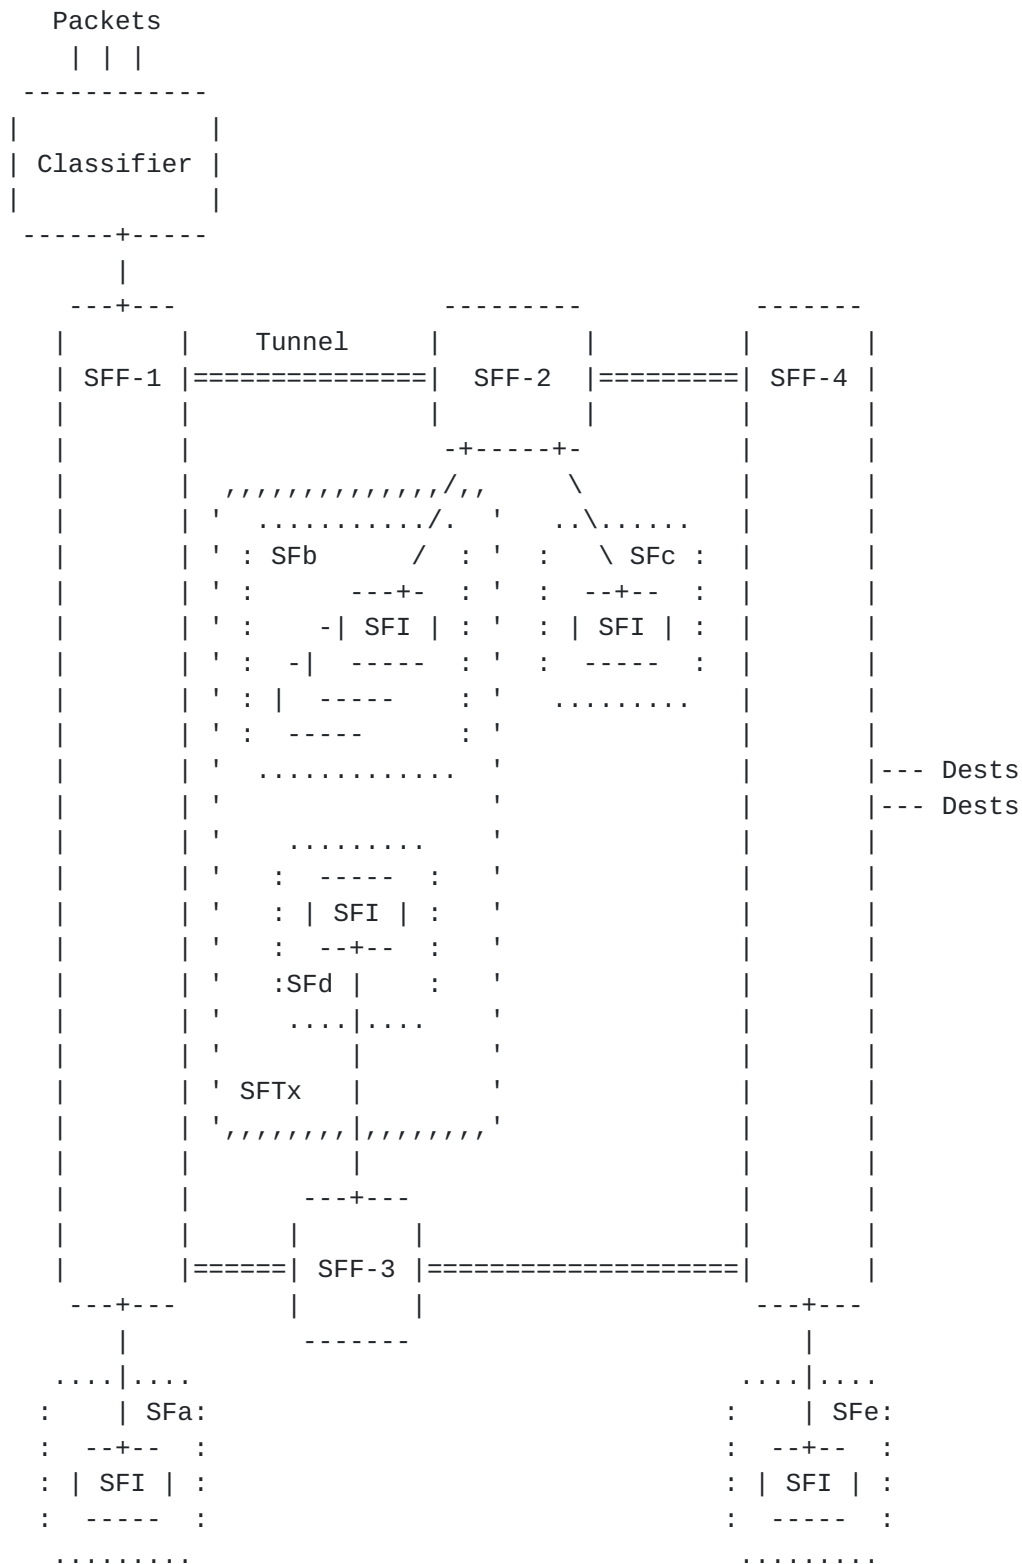 Packets
Classifier
Tunnel
SFF-1 SFF-2 SFF-4
SFb SFc
SFI SFI
Dests
Dests
SFI
SFd
SFTx
SFF-3
SFa SFe
SFI SFI